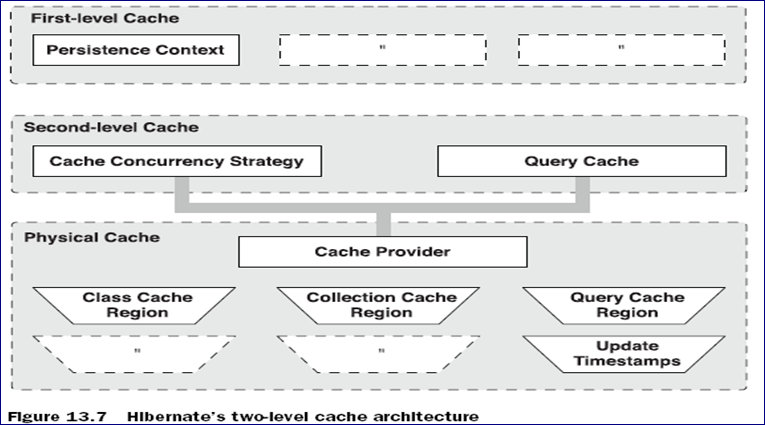 First-level Cache
Persistence Context
"
"
Second-level Cache
Cache Concurrency Strategy
Query Cache
Physical Cache
Cache Provider
Class Cache
Region
Collection Cache
Region
Query Cache
Region
"
"
Update
Timestamps
Figure 13.7 Hibernate's two-level cache architecture